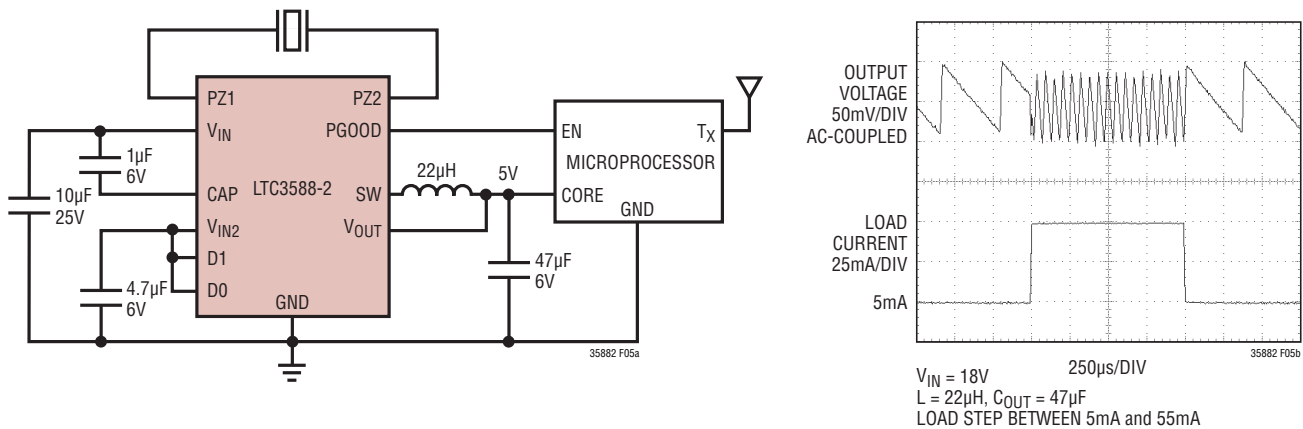 PZ1
PZ2
VIN
PGOOD
1µF
6V
CAP
LTC3588-2
SW
22µH
5V
10µF
25V
VIN2
VOUT
D1
D0
4.7µF
6V
GND
47µF
6V
EN
TX
MICROPROCESSOR
CORE
GND
35882 F05a
OUTPUT
VOLTAGE
50mV/DIV
AC-COUPLED
LOAD
CURRENT
25mA/DIV
5mA
250µs/DIV
35882 F05b
VIN = 18V
L = 22µH, COUT = 47µF
LOAD STEP BETWEEN 5mA and 55mA